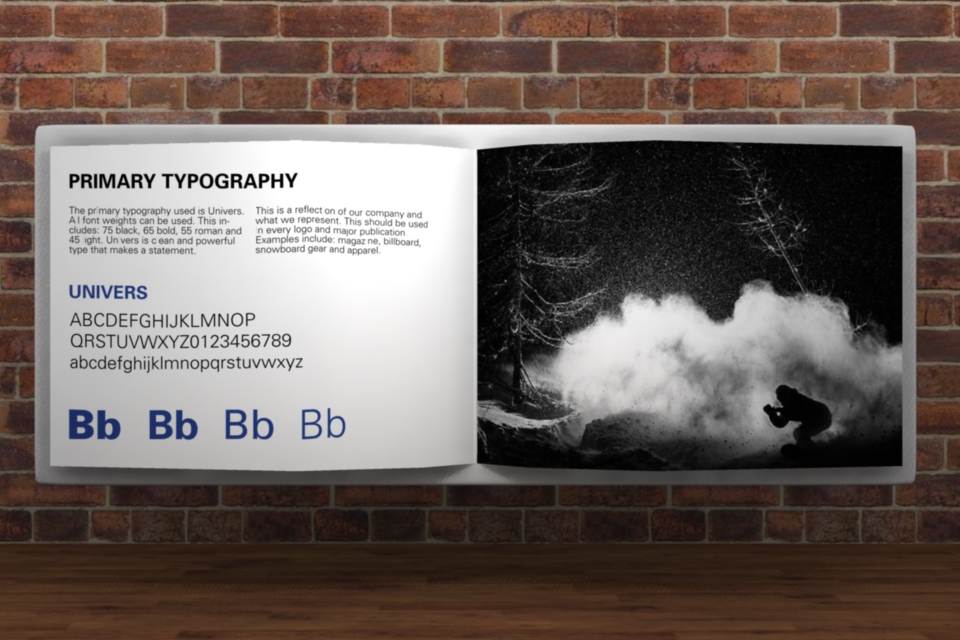 PRIMARY TYPOGRAPHY
The primary typography used is Univers.
All font weights can be used. This in-
cludes: 75 black, 65 bold, 55 roman and
45 light. Univers is clean and powerful
type that makes a statement.
This is a reflection of our company and
what we represent. This should be used
in every logo and major publication
Examples include: magazine, billboard,
snowboard gear and apparel.
UNIVERS
ABCDEFGHIJKLMNOP
QRSTUVWXYZ0123456789
abcdefghijklmnopqrstuvwxyz
Bb Bb Bb Bb